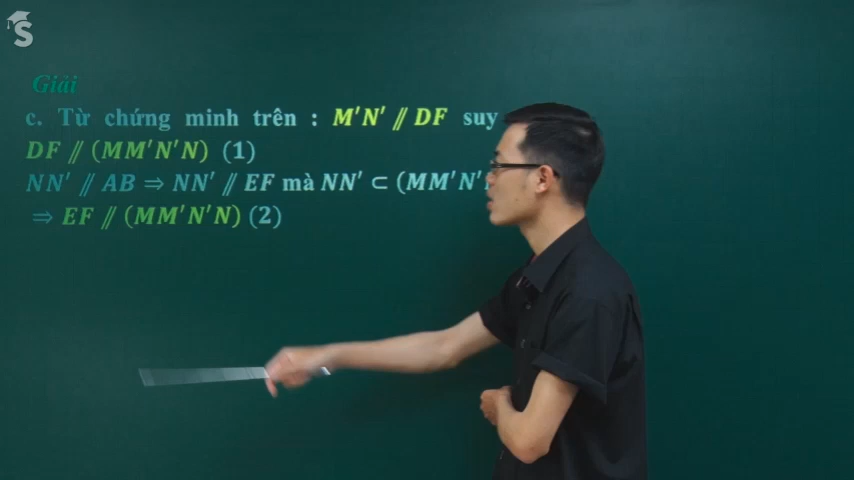 S
Giải
c. Từ chứng minh trên : M'N' ∥ DF suy
DF ∥ (MM'N'N) (1)
NN' ∥ AB ⇒ NN' ∥ EF mà NN' ⊂ (MM'N'
⇒ EF ∥ (MM'N'N) (2)